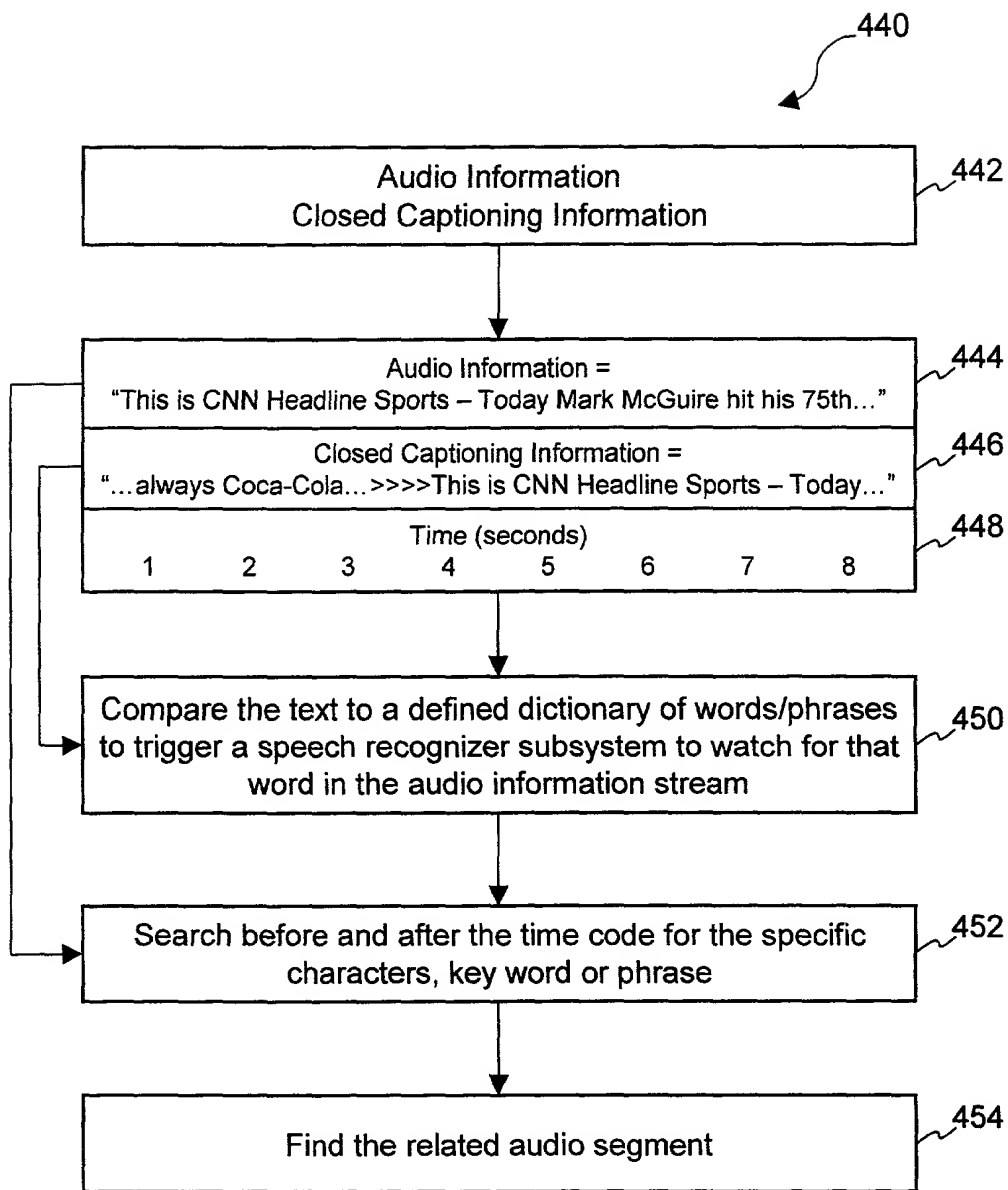 440
Audio Information
Closed Captioning Information
442
Audio Information =
"This is CNN Headline Sports – Today Mark McGuire hit his 75th..."
444
Closed Captioning Information =
"...always Coca-Cola... >>>>This is CNN Headline Sports – Today..."
446
Time (seconds)
1 2 3 4 5 6 7 8
448
Compare the text to a defined dictionary of words/phrases
to trigger a speech recognizer subsystem to watch for that
word in the audio information stream
450
Search before and after the time code for the specific
characters, key word or phrase
452
Find the related audio segment
454